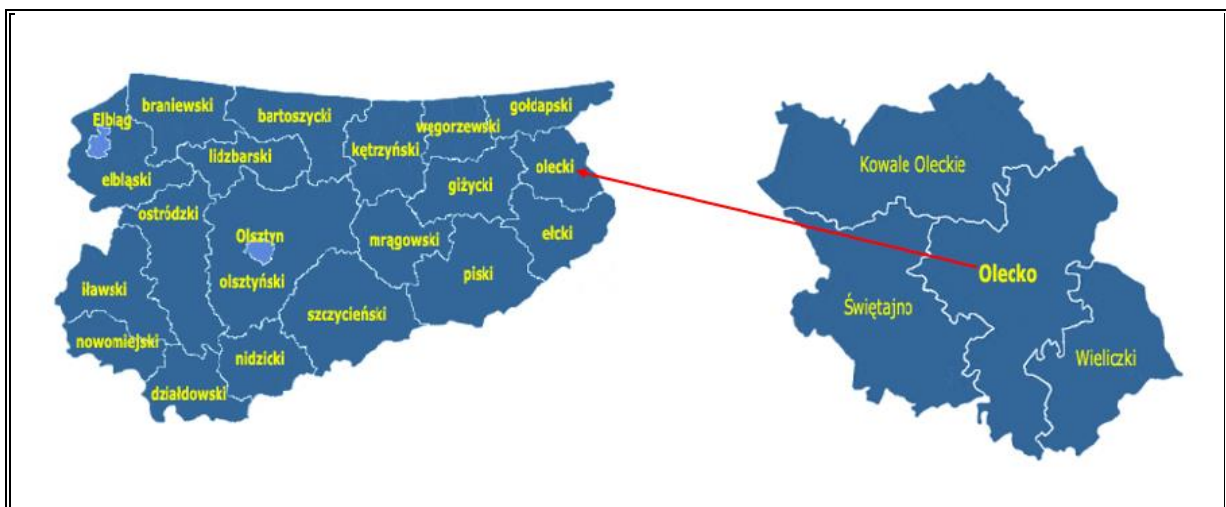 braniewski
Elbląg
bartoszycki
gołdapski
węgorzewski
kętrzyński
lidzbarski
elbląski
olecki
giżycki
ostródzki
Olsztyn
mrągowski
ełcki
olsztyński
piski
iławski
szczycieński
nowomiejski
nidzicki
działdowski
Kowale Oleckie
Olecko
Świętajno
Wieliczki